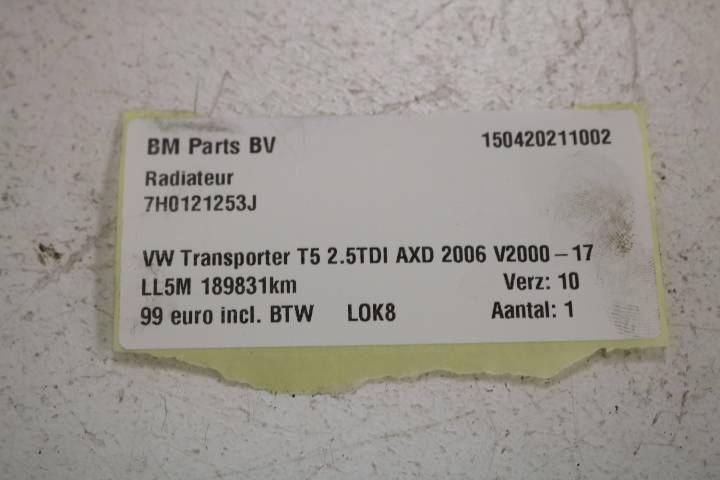 BM Parts BV 150420211002
Radiateur
7H0121253J
VW Transporter T5 2.5TDI AXD 2006 V2000-17
LL5M 189831km Verz: 10
99 euro incl. BTW LOK8 Aantal: 1